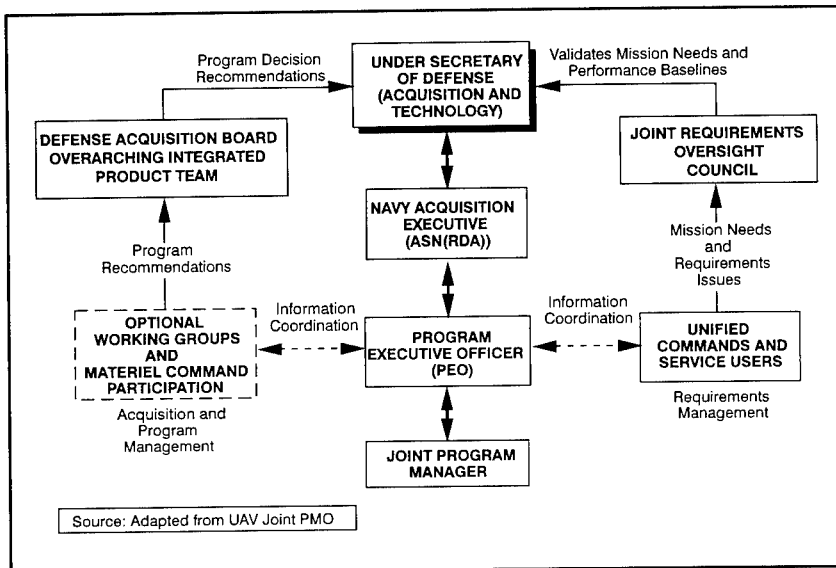 Program Decision
Recommendations
UNDER SECRETARY
OF DEFENSE
(ACQUISITION AND
TECHNOLOGY)
Validates Mission Needs and
Performance Baselines
DEFENSE ACQUISITION BOARD
OVERARCHING INTEGRATED
PRODUCT TEAM
JOINT REQUIREMENTS
OVERSIGHT
COUNCIL
NAVY ACQUISITION
EXECUTIVE
(ASN(RDA))
Program
Recommendations
Mission Needs
and
Requirements
Issues
Information
Coordination
Information
Coordination
OPTIONAL
WORKING GROUPS
AND
MATERIEL COMMAND
PARTICIPATION
PROGRAM
EXECUTIVE OFFICER
(PEO)
UNIFIED
COMMANDS AND
SERVICE USERS
Acquisition and
Program
Management
Requirements
Management
JOINT PROGRAM
MANAGER
Source: Adapted from UAV Joint PMO